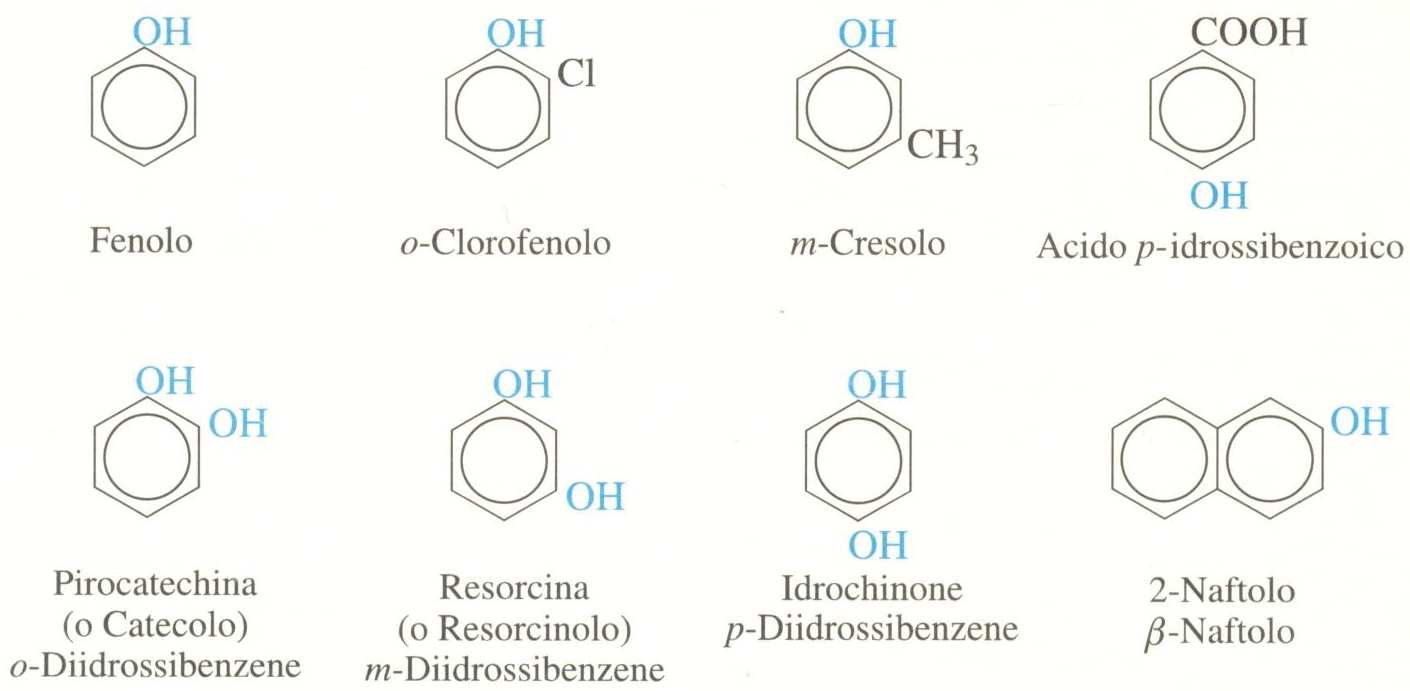 OH
Fenolo
OH
Cl
o-Clorofenolo
OH
CH₃
m-Cresolo
COOH
OH
Acido p-idrossibenzoico
OH
OH
Pirocatechina
(o Catecolo)
o-Diidrossibenzene
OH
OH
Resorcina
(o Resorcinolo)
m-Diidrossibenzene
OH
OH
Idrochinone
p-Diidrossibenzene
OH
2-Naftolo
β-Naftolo